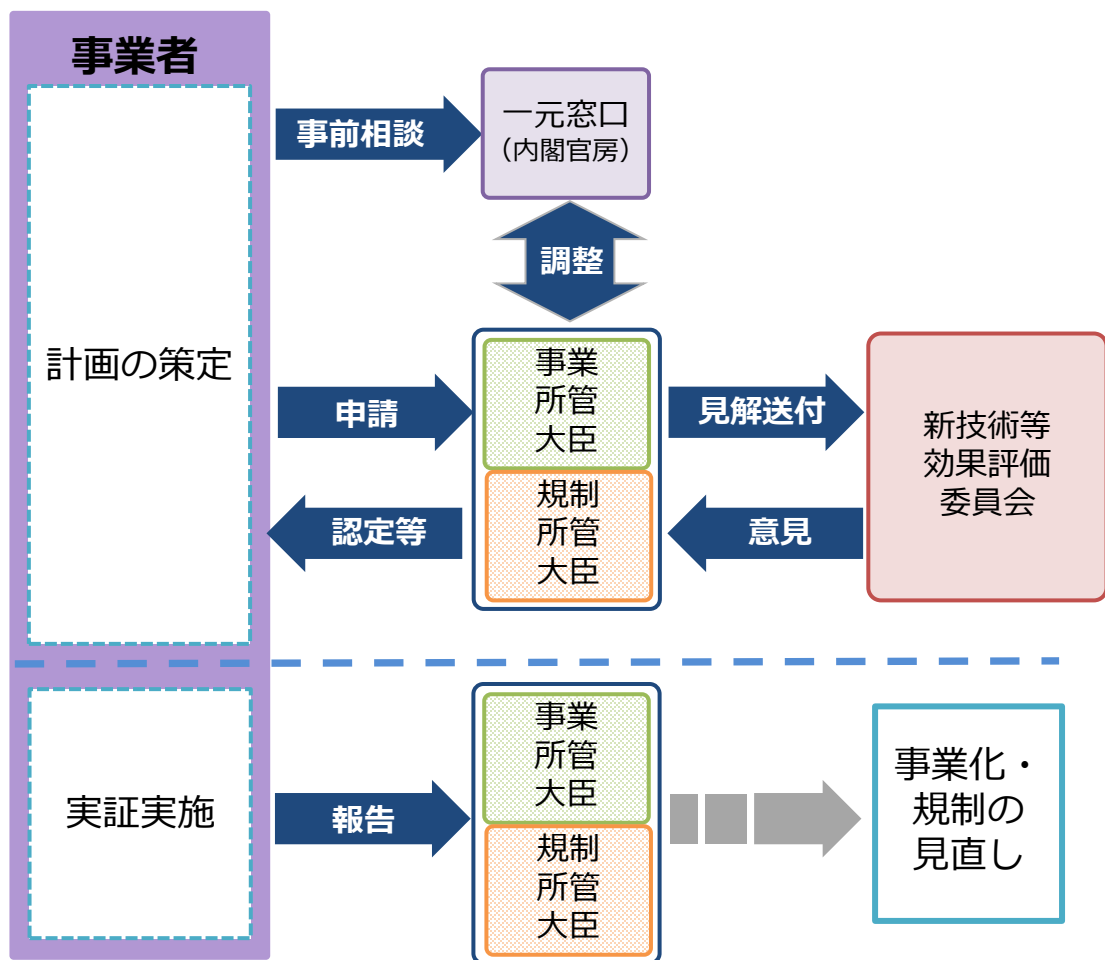 事業者
事前相談
一元窓口
（内閣官房）
調整
計画の策定
申請
事業
所管
大臣
見解送付
新技術等
効果評価
委員会
認定等
規制
所管
大臣
意見
実証実施
報告
事業
所管
大臣
規制
所管
大臣
事業化・
規制の
見直し